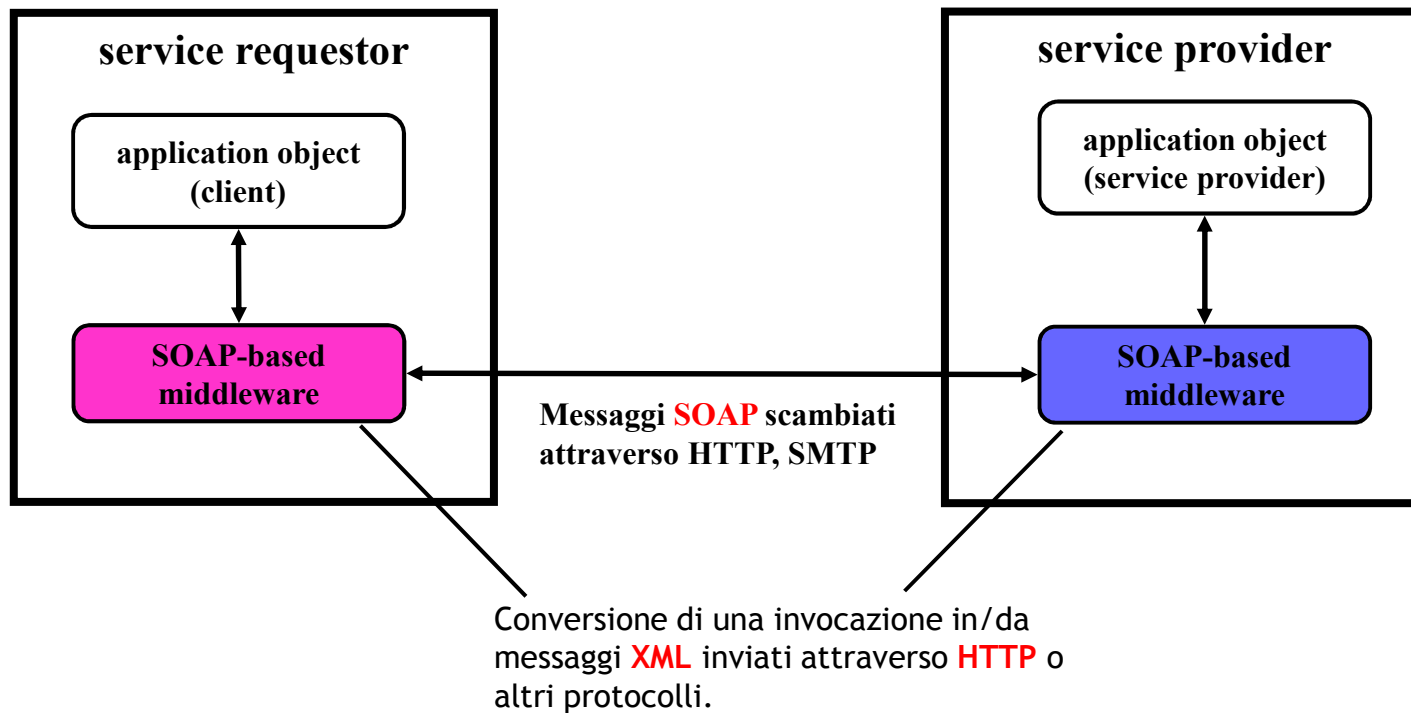 service requestor
application object
(client)
SOAP-based
middleware
service provider
application object
(service provider)
SOAP-based
middleware
Messaggi SOAP scambiati
attraverso HTTP, SMTP
Conversione di una invocazione in/da
messaggi XML inviati attraverso HTTP o
altri protocolli.